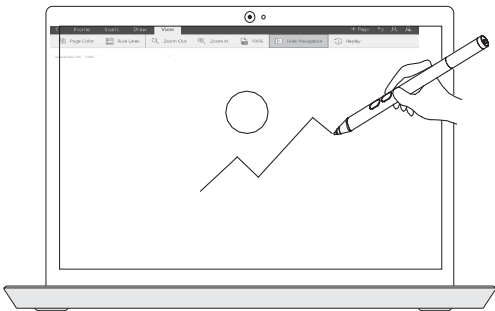 Home Insert Draw View + Page
Page Color Rule Lines Zoom Out Zoom In 100% Hide Navigation Replay